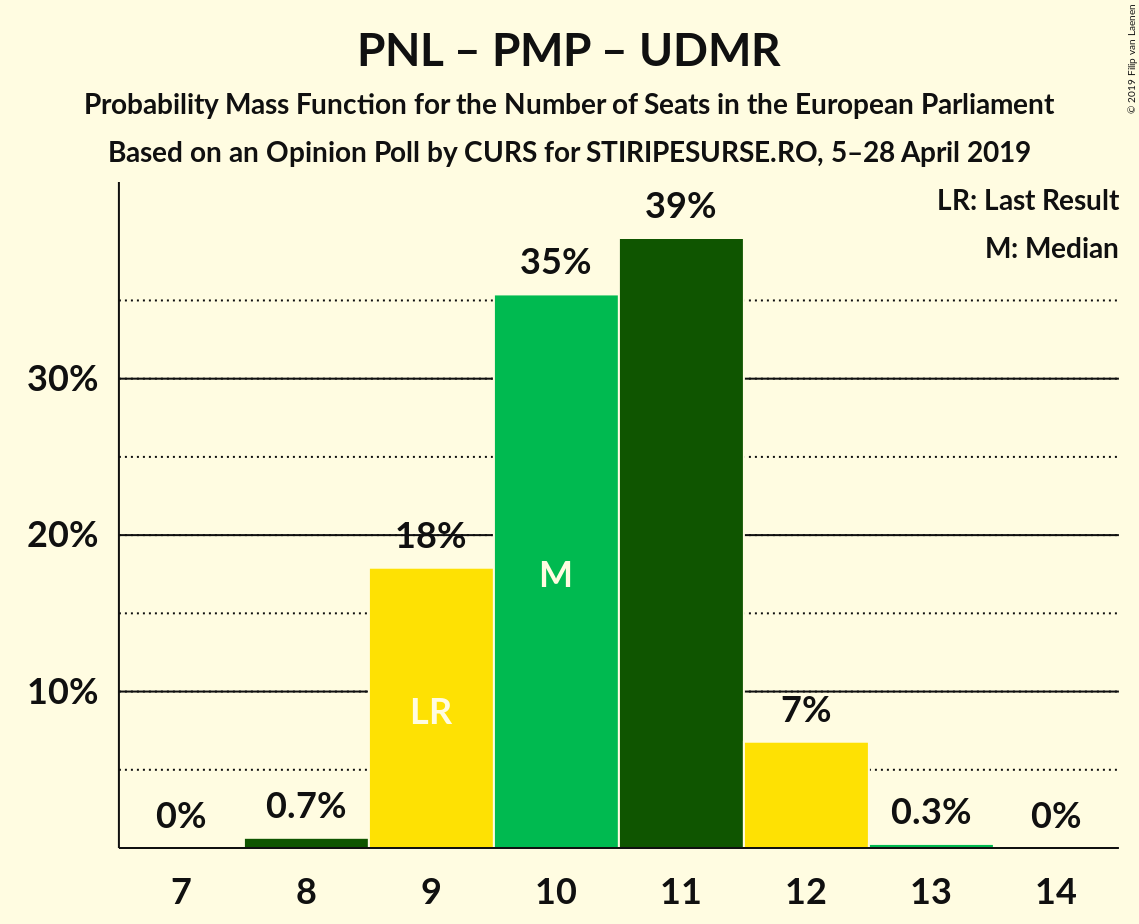 PNL – PMP – UDMR
Probability Mass Function for the Number of Seats in the European Parliament
Based on an Opinion Poll by CURS for STIRIPESURSE.RO, 5–28 April 2019
© 2019 Filip van Laenen
LR: Last Result
M: Median
30%
20%
10%
0%
0.7%
18%
35%
39%
7%
0.3%
0%
LR
M
7 8 9 10 11 12 13 14